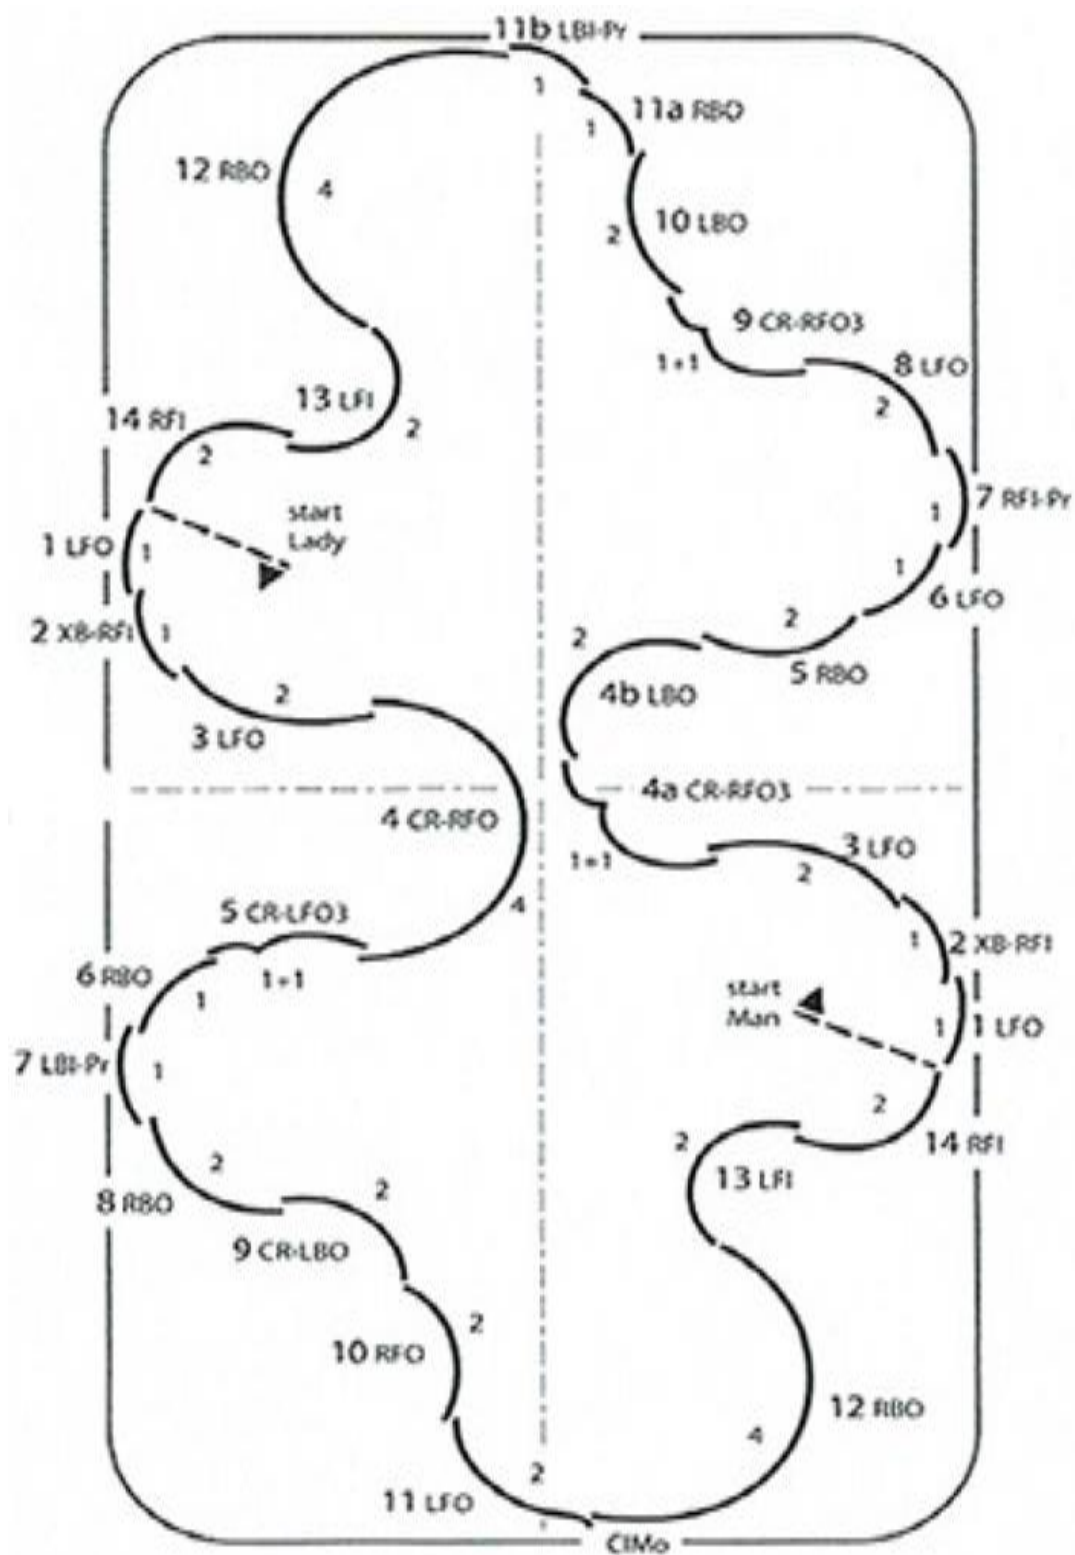 11b LBI-Pr
1
11a RBO
1
12 RBO
4
10 LBO
2
9 CR-RFO3
1+1
8 LFO
2
13 LFI
2
14 RFI
2
7 RFI-Pr
1
start
Lady
1 LFO
1
1
6 LFO
2 XB-RFI
1
2
5 RBO
2
4b LBO
2
3 LFO
4a CR-RFO3
4 CR-RFO
1+1
3 LFO
2
4
5 CR-LFO3
1+1
6 RBO
1
1
2 XB-RFI
start
Man
1
1 LFO
7 LBI-Pr
1
2
14 RFI
2
13 LFI
2
8 RBO
2
9 CR-LBO
2
10 RFO
12 RBO
4
2
11 LFO
ClMo